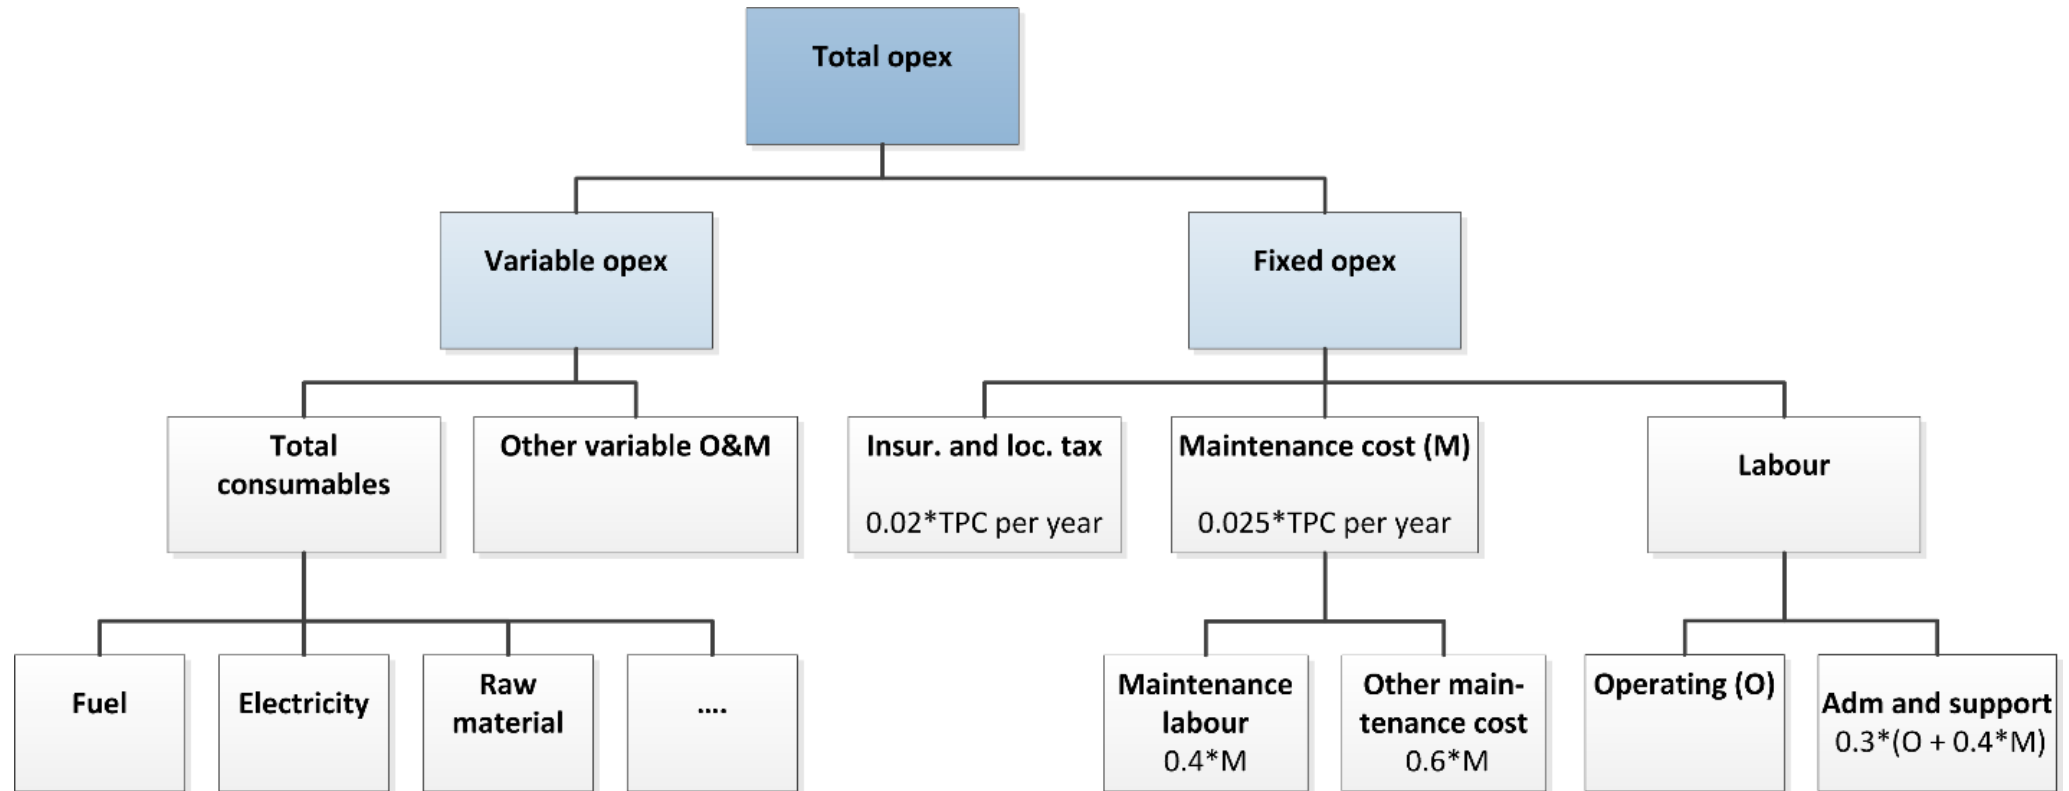 Total opex
Variable opex
Fixed opex
Total
consumables
Other variable O&M
Insur. and loc. tax
0.02*TPC per year
Maintenance cost (M)
0.025*TPC per year
Labour
Fuel
Electricity
Raw
material
....
Maintenance
labour
0.4*M
Other main-
tenance cost
0.6*M
Operating (O)
Adm and support
0.3*(O + 0.4*M)